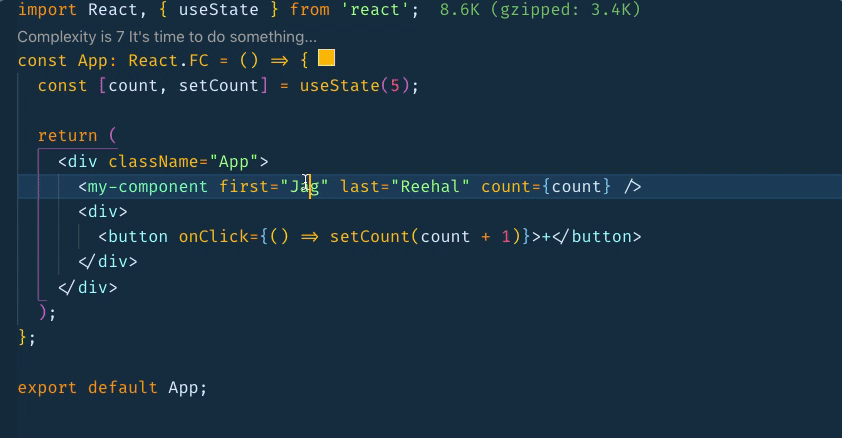 import React, { useState } from 'react'; 8.6K (gzipped: 3.4K)
Complexity is 7 It's time to do something...
const App: React.FC = () => {
const [count, setCount] = useState(5);
return (
<div className="App">
<my-component first="Jag" last="Reehal" count={count} />
<div>
<button onClick={() => setCount(count + 1)}>+</button>
</div>
</div>
);
};
export default App;